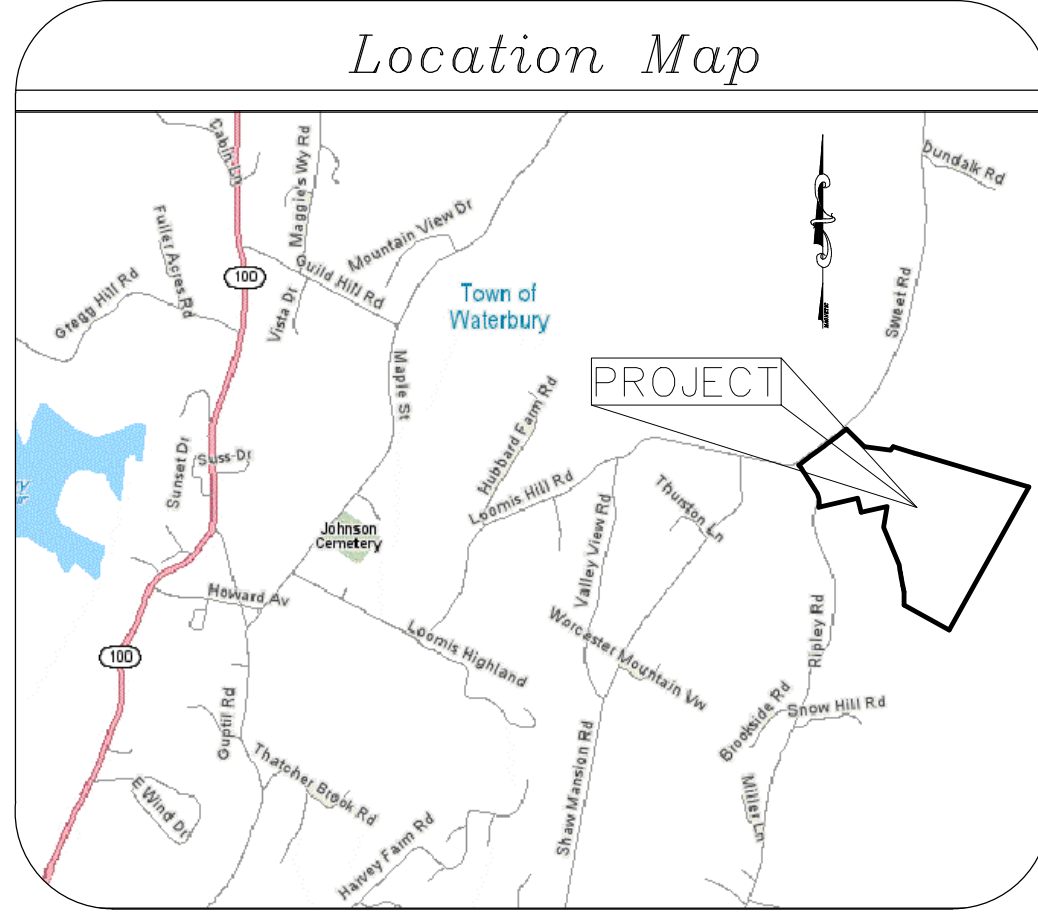 Location Map
Cabin Ln
Maggie's Wy Rd
Dundalk Rd
Fuller Acres Rd
Mountain View Dr
100
Guild Hill Rd
Gregg Hill Rd
Vista Dr
Town of
Waterbury
Sweet Rd
Maple St
PROJECT
Hubbard Farm Rd
Sunset Dr
Suss Dr
Loomis Hill Rd
Thurston Ln
Johnson
Cemetery
Valley View Rd
Howard Av
Loomis Highland
Worcester Mountain Vw
Ripley Rd
100
Guptil Rd
Brookside Rd
Snow Hill Rd
Thatcher Brook Rd
Shaw Mansion Rd
E Wind Dr
Miller Ln
Harvey Farm Rd